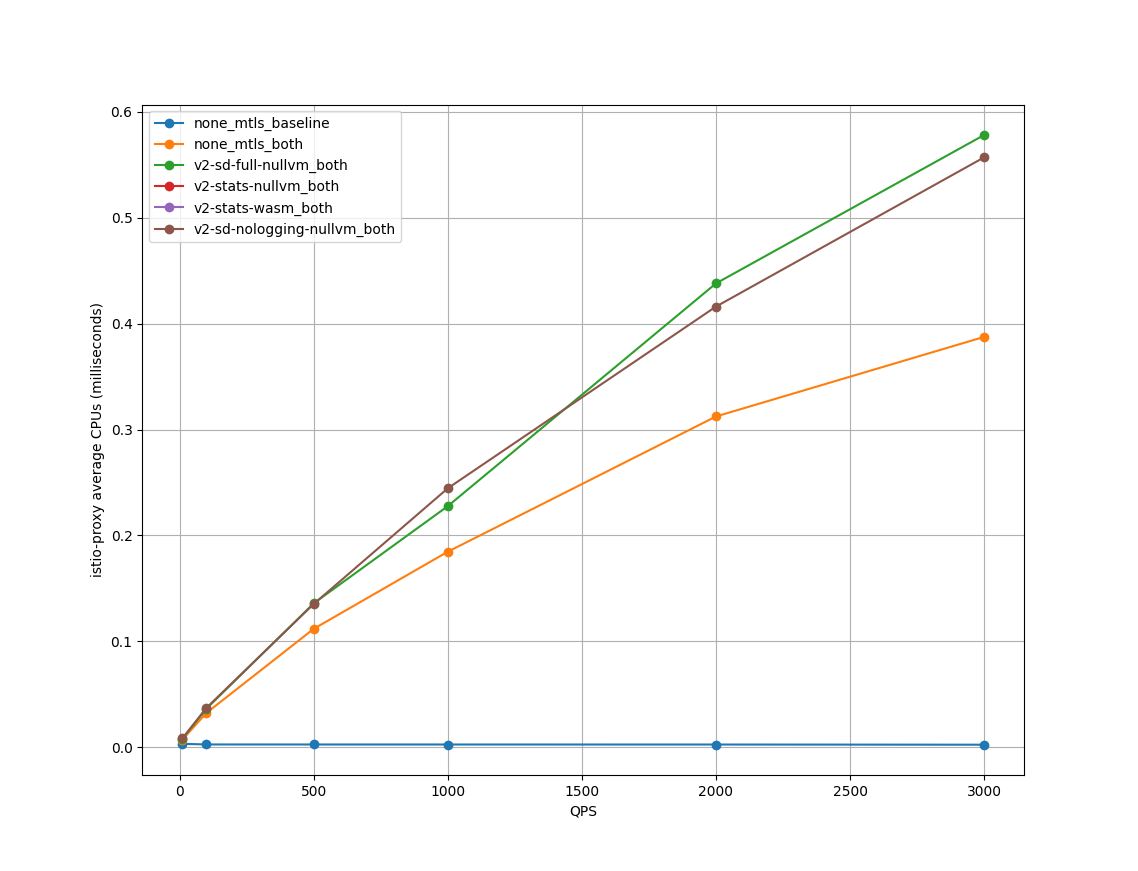 none_mtls_baseline
none_mtls_both
v2-sd-full-nullvm_both
v2-stats-nullvm_both
v2-stats-wasm_both
v2-sd-nologging-nullvm_both
0.6
0.5
0.4
0.3
0.2
0.1
0.0
istio-proxy average CPUs (milliseconds)
0 500 1000 1500 2000 2500 3000
QPS